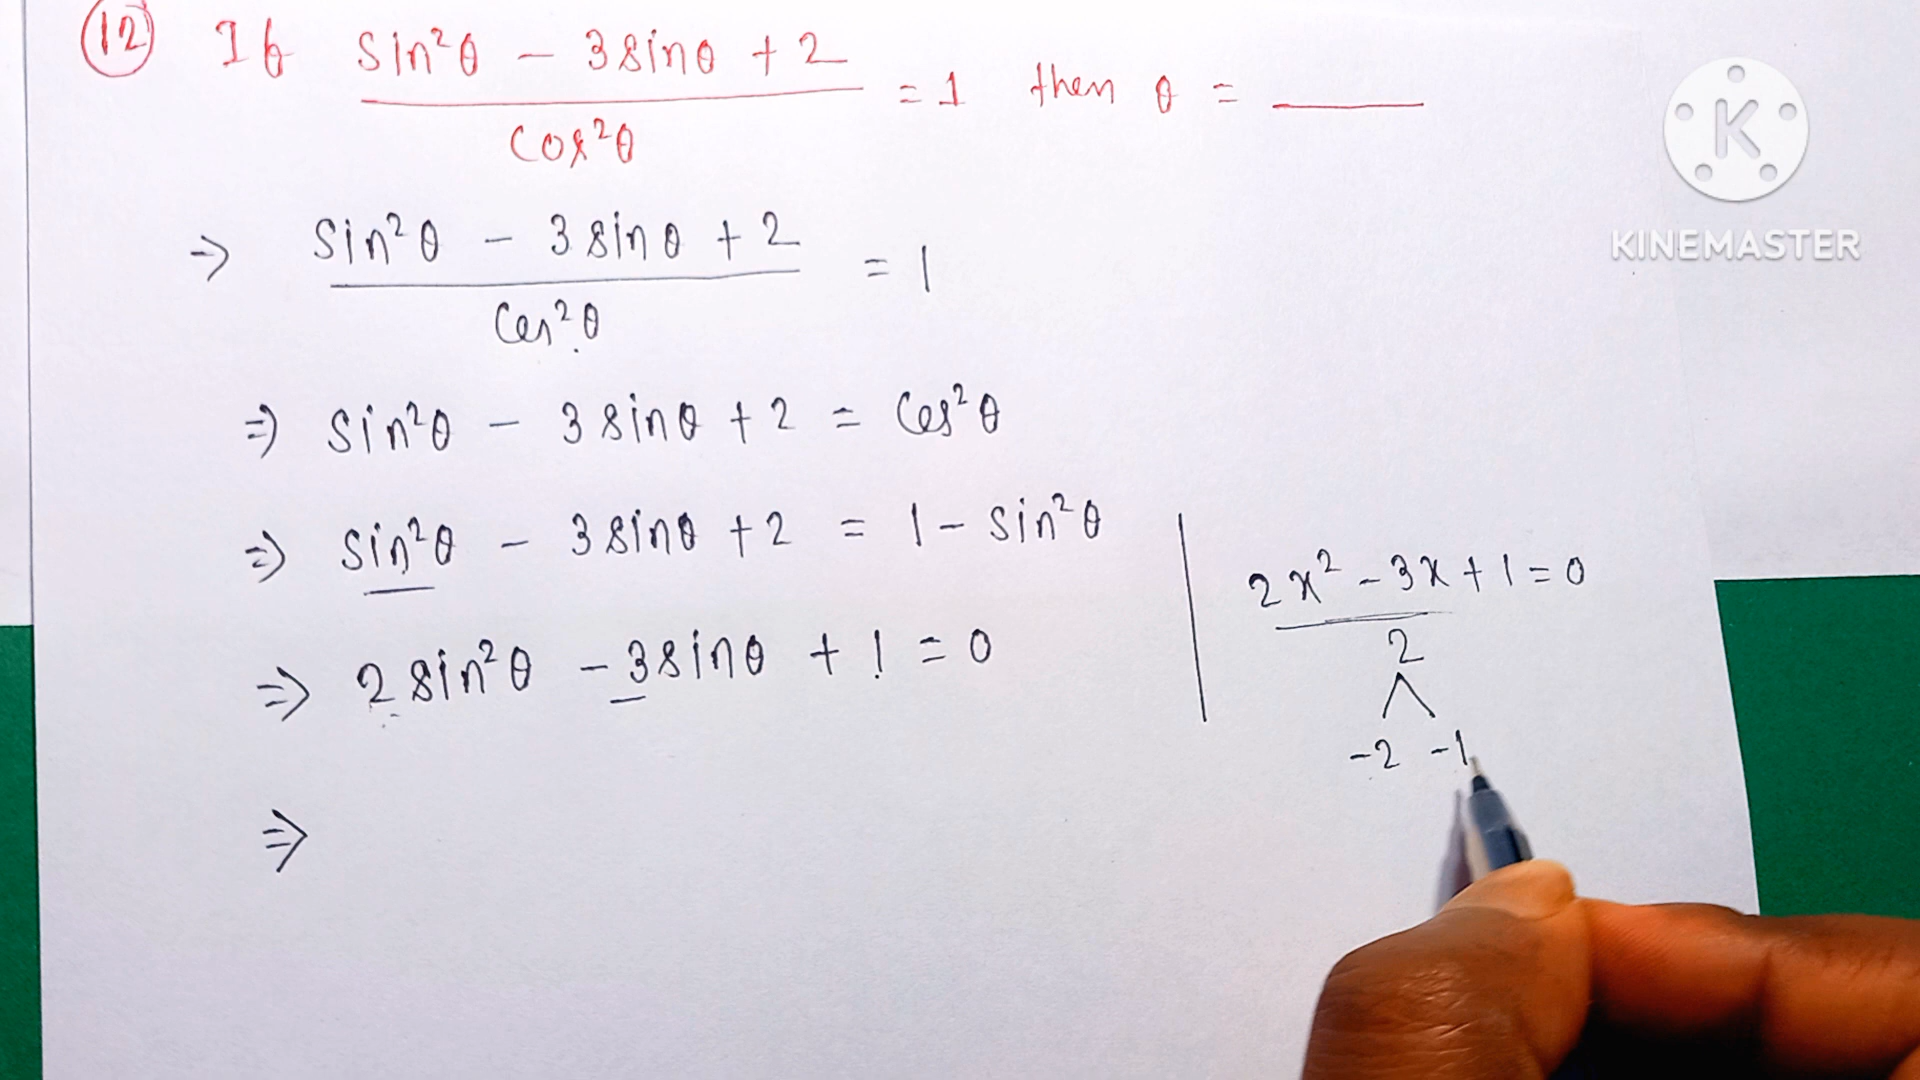 (12) If sin²θ - 3sinθ + 2 / cos²θ = 1 then θ = ____
⇒ sin²θ - 3sinθ + 2 / cos²θ = 1
⇒ sin²θ - 3sinθ + 2 = cos²θ
⇒ sin²θ - 3sinθ + 2 = 1 - sin²θ
⇒ 2sin²θ - 3sinθ + 1 = 0
⇒
2x² - 3x + 1 = 0
2
-2 -1
K
KINEMASTER